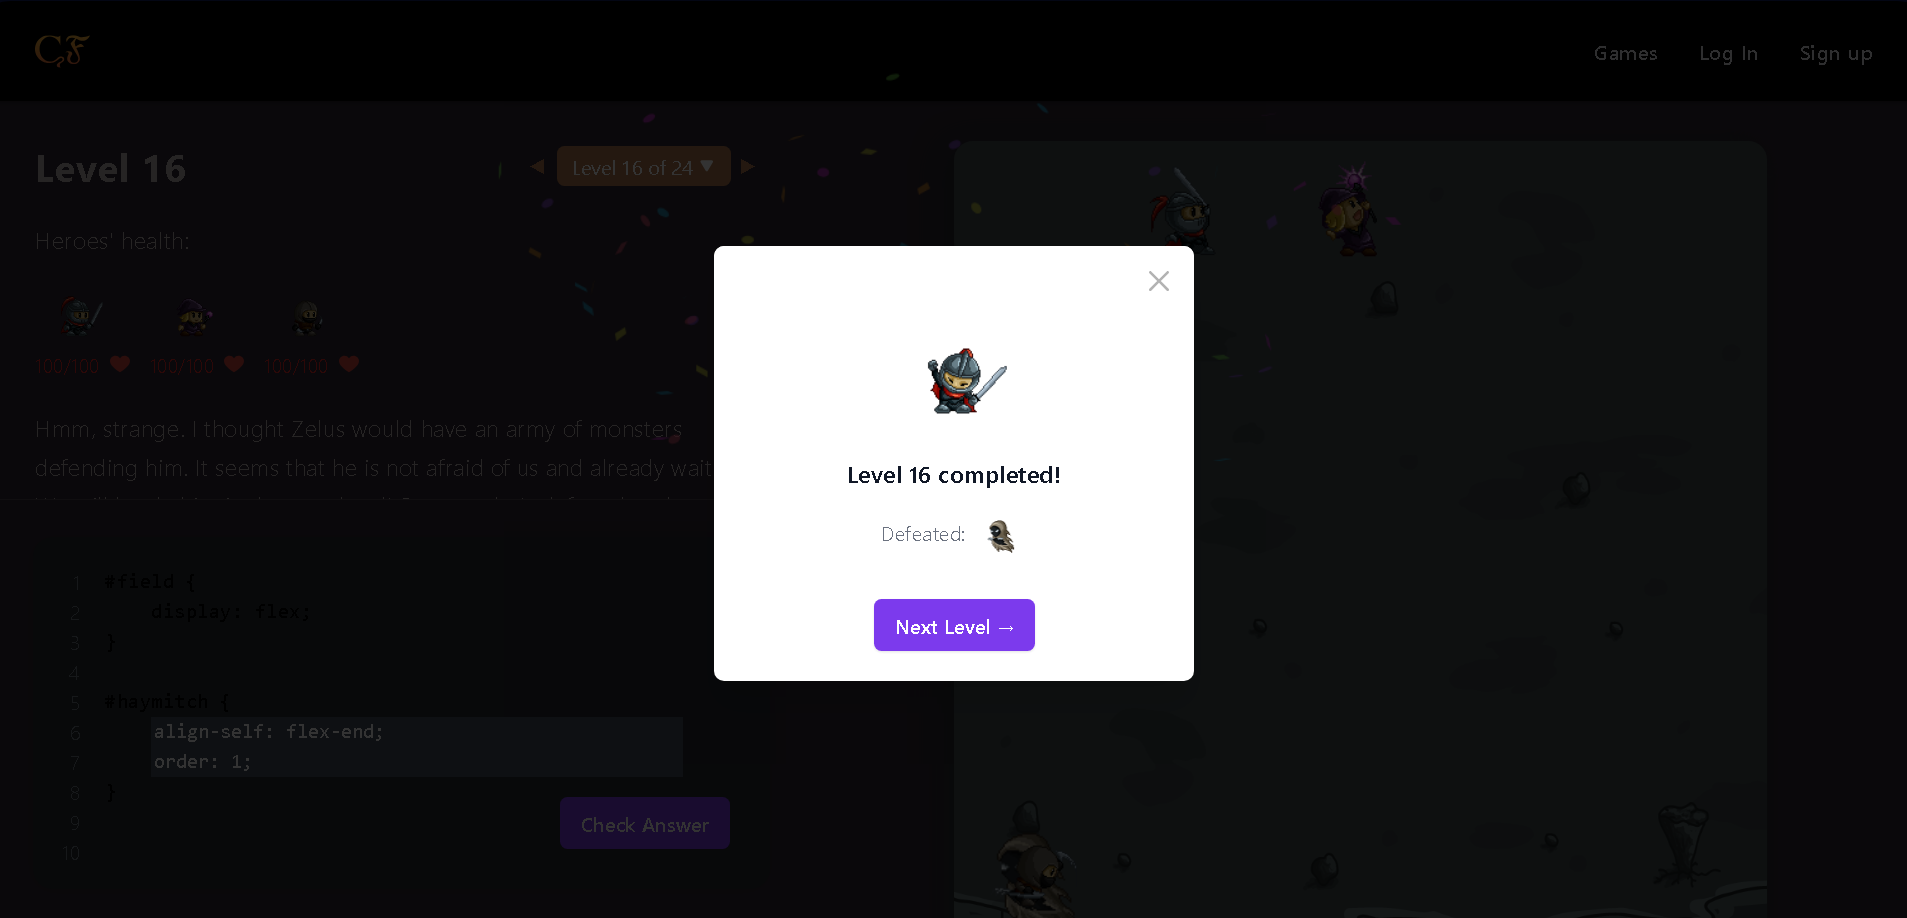 CF
Games
Log In
Sign up
Level 16
Level 16 of 24 ▼
Heroes' health:
100/100
100/100
100/100
Hmm, strange. I thought Zelus would have an army of monsters
defending him. It seems that he is not afraid of us and already wait
Level 16 completed!
Defeated:
Next Level →
1 #field {
2 display: flex;
3 }
4
5 #haymitch {
6 align-self: flex-end;
7 order: 1;
8 }
9
10
Check Answer